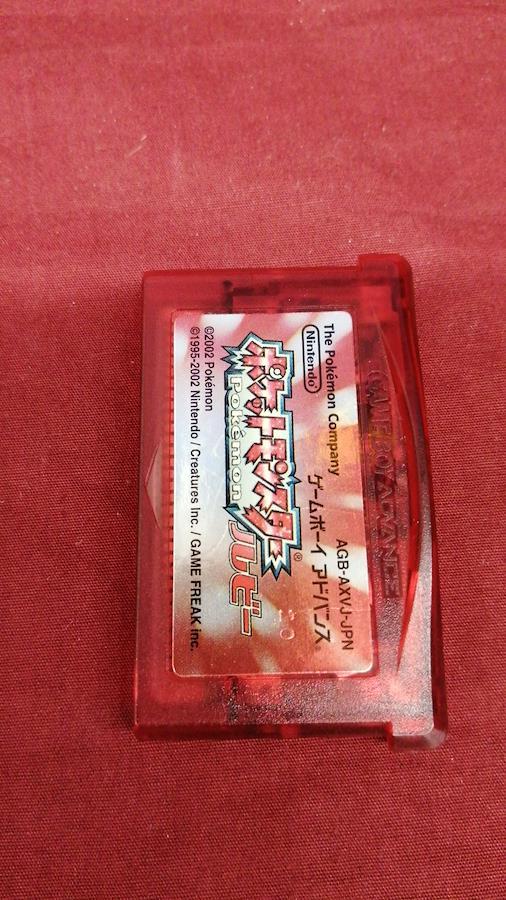 GAME BOY ADVANCE
The Pokémon Company
AGB-AXVJ-JPN
Nintendo®
ゲームボーイ アドバンス®
ポケットモンスター®
Pokémon
ルビー
©2002 Pokémon
©1995-2002 Nintendo / Creatures Inc. / GAME FREAK inc.